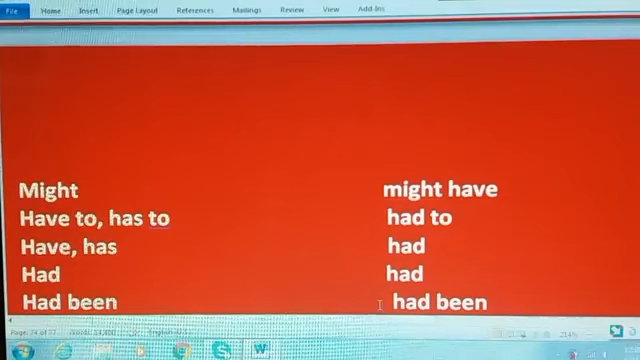 File Home Insert Page Layout References Mailings Review View Add-Ins
Might might have
Have to, has to had to
Have, has had
Had had
Had been had been